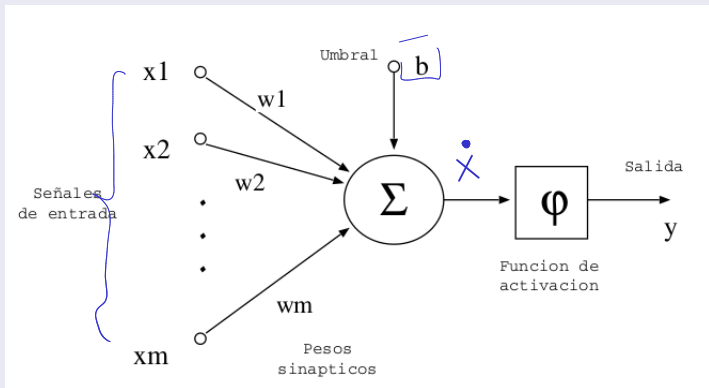 Umbral
b
x1
w1
x2
w2
Señales
de entrada
Σ
ẋ
φ
Salida
y
Funcion de
activacion
wm
xm
Pesos
sinapticos